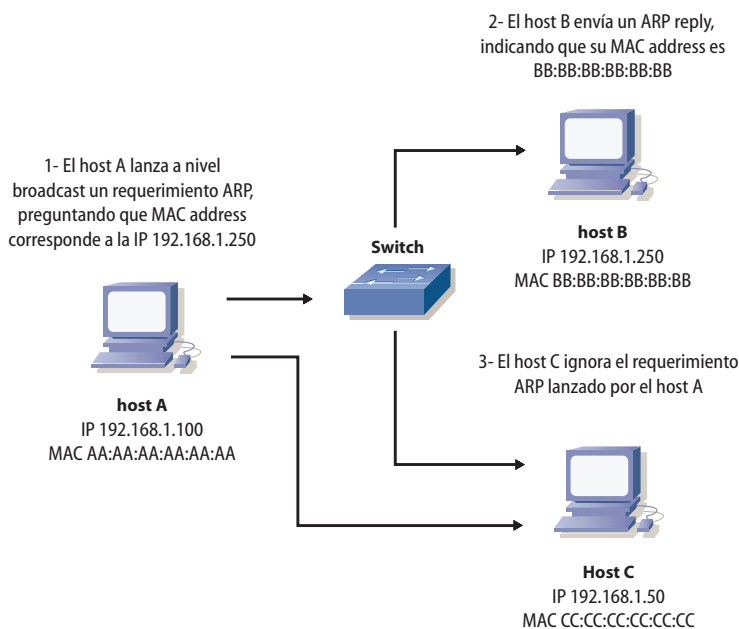 2- El host B envía un ARP reply,
indicando que su MAC address es
BB:BB:BB:BB:BB:BB
1- El host A lanza a nivel
broadcast un requerimiento ARP,
preguntando que MAC address
corresponde a la IP 192.168.1.250
Switch
host B
IP 192.168.1.250
MAC BB:BB:BB:BB:BB:BB
3- El host C ignora el requerimiento
ARP lanzado por el host A
host A
IP 192.168.1.100
MAC AA:AA:AA:AA:AA:AA
Host C
IP 192.168.1.50
MAC CC:CC:CC:CC:CC:CC